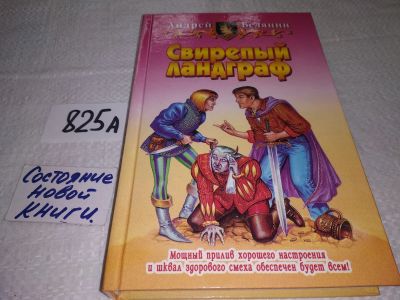 Андрей Белянин
Свирепый
ландграф
825А
Состояние
новой
книги
Мощный прилив хорошего настроения
и шквал здорового смеха обеспечен будет всем!